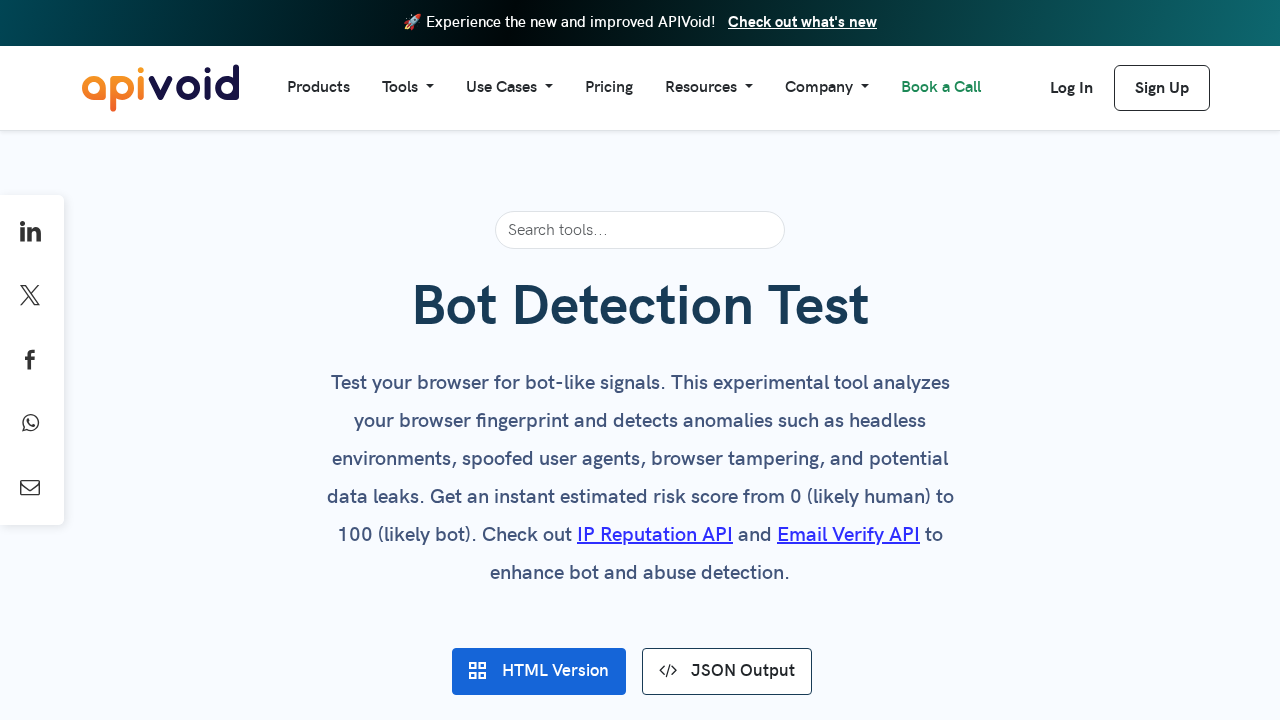 🚀 Experience the new and improved APIVoid! Check out what's new
apivoid
Products Tools Use Cases Pricing Resources Company Book a Call Log In Sign Up
Search tools...
Bot Detection Test
Test your browser for bot-like signals. This experimental tool analyzes
your browser fingerprint and detects anomalies such as headless
environments, spoofed user agents, browser tampering, and potential
data leaks. Get an instant estimated risk score from 0 (likely human) to
100 (likely bot). Check out IP Reputation API and Email Verify API to
enhance bot and abuse detection.
HTML Version JSON Output